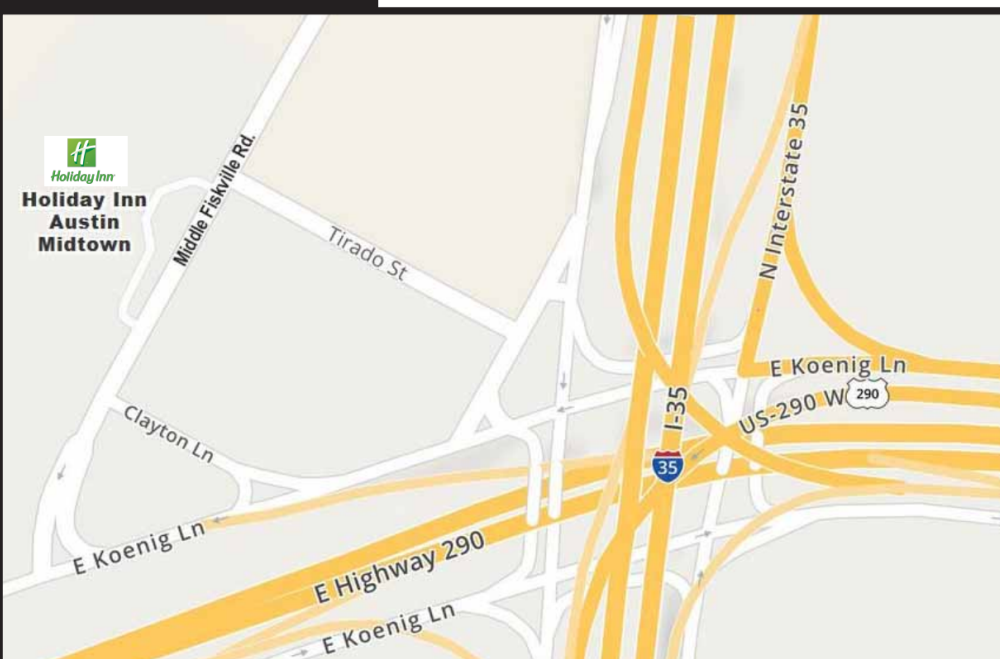 Holiday Inn
Holiday Inn
Austin
Midtown
Middle Fiskville Rd.
Tirado St
N Interstate 35
E Koenig Ln
US-290 W
290
I-35
35
Clayton Ln
E Koenig Ln
E Highway 290
E Koenig Ln